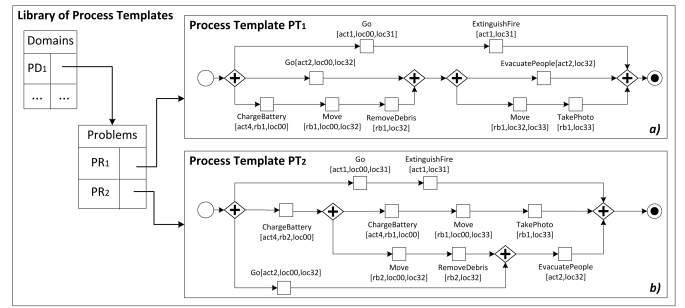 Library of Process Templates
Domains
PD1
... ...
Problems
PR1
PR2
Process Template PT1
Go
[act1,loc00,loc31]
ExtinguishFire
[act1,loc31]
Go[act2,loc00,loc32]
EvacuatePeople[act2,loc32]
ChargeBattery
[act4,rb1,loc00]
Move
[rb1,loc00,loc32]
RemoveDebris
[rb1,loc32]
Move
[rb1,loc32,loc33]
TakePhoto
[rb1,loc33]
a)
Process Template PT2
Go
[act1,loc00,loc31]
ExtinguishFire
[act1,loc31]
ChargeBattery
[act4,rb2,loc00]
ChargeBattery
[act4,rb1,loc00]
Move
[rb1,loc00,loc33]
TakePhoto
[rb1,loc33]
Go[act2,loc00,loc32]
Move
[rb2,loc00,loc32]
RemoveDebris
[rb2,loc32]
EvacuatePeople
[act2,loc32]
b)